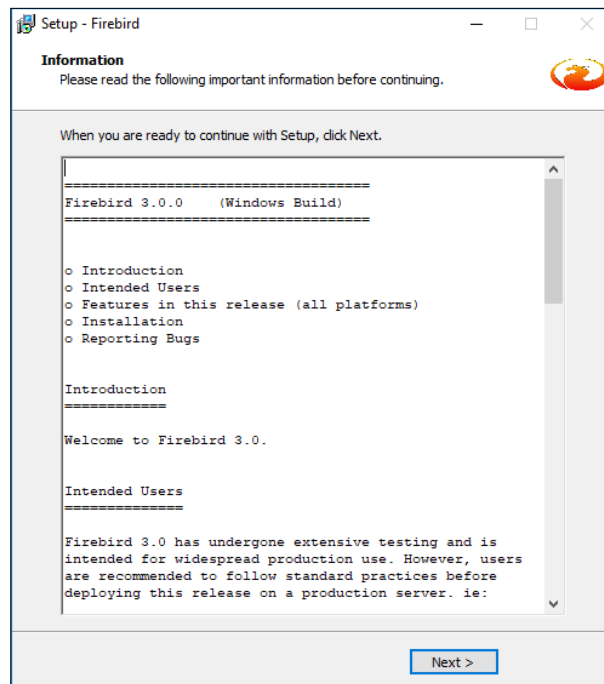 Setup - Firebird
Information
Please read the following important information before continuing.
When you are ready to continue with Setup, click Next.
====================================
Firebird 3.0.0    (Windows Build)
====================================
o Introduction
o Intended Users
o Features in this release (all platforms)
o Installation
o Reporting Bugs
Introduction
============
Welcome to Firebird 3.0.
Intended Users
==============
Firebird 3.0 has undergone extensive testing and is
intended for widespread production use. However, users
are recommended to follow standard practices before
deploying this release on a production server. ie:
Next >